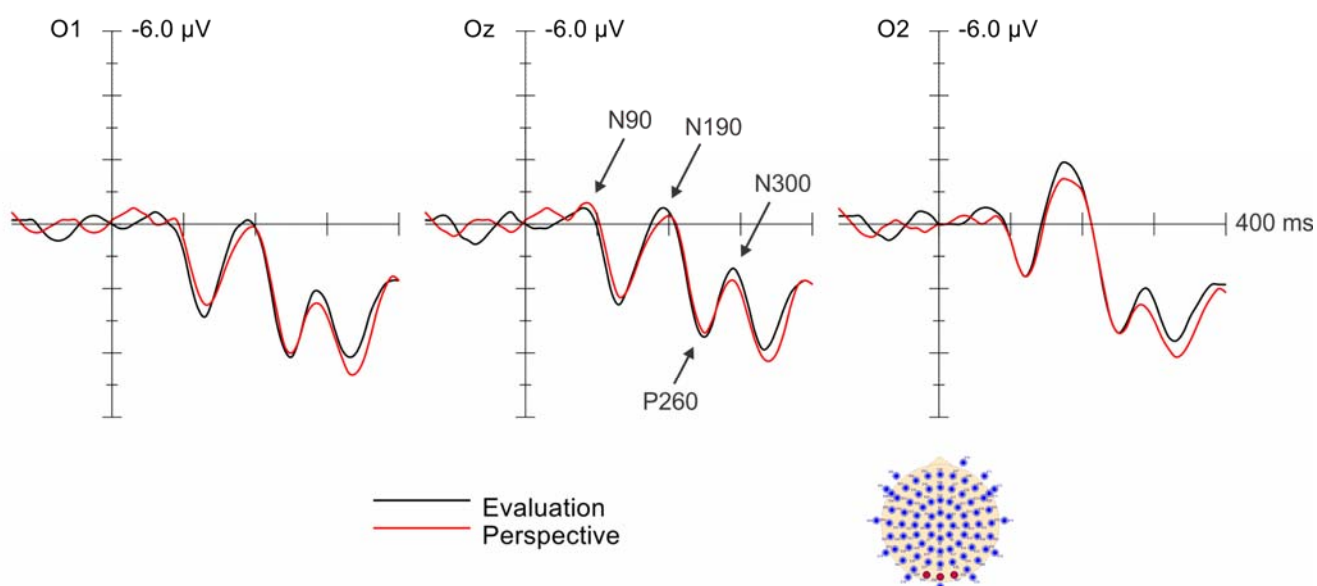 O1 -6.0 µV
Oz -6.0 µV
O2 -6.0 µV
N90
N190
N300
400 ms
P260
Evaluation
Perspective